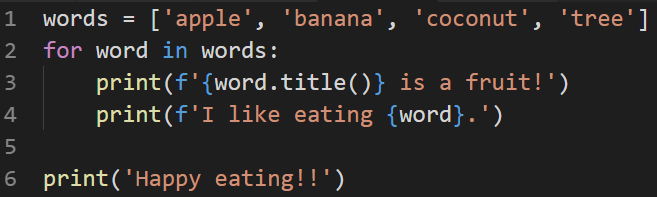 1 words = ['apple', 'banana', 'coconut', 'tree']
2 for word in words:
3     print(f'{word.title()} is a fruit!')
4     print(f'I like eating {word}.')
5
6 print('Happy eating!!')